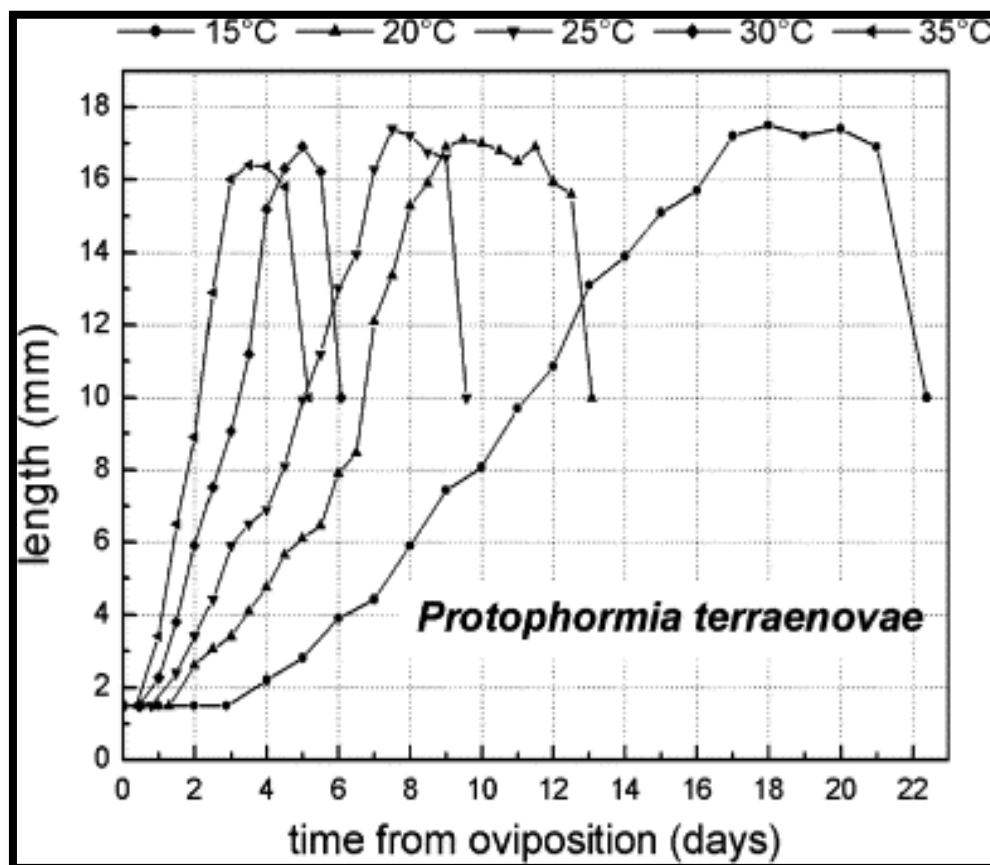 15°C 20°C 25°C 30°C 35°C
18
16
14
12
10
8
6
4
2
0
length (mm)
Protophormia terraenovae
0 2 4 6 8 10 12 14 16 18 20 22
time from oviposition (days)